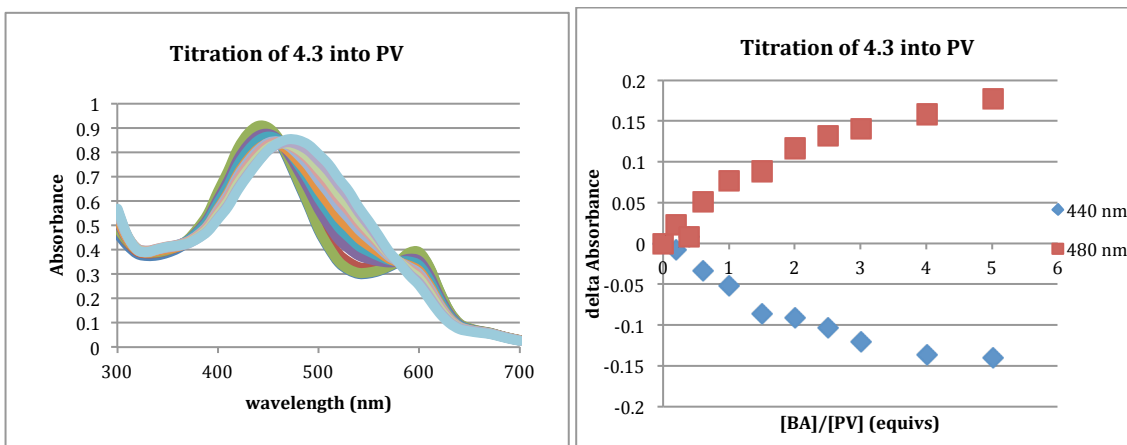 Titration of 4.3 into PV
1
0.9
0.8
0.7
0.6
0.5
0.4
0.3
0.2
0.1
0
300 400 500 600 700
Absorbance
wavelength (nm)
Titration of 4.3 into PV
0.2
0.15
0.1
0.05
0
-0.05
-0.1
-0.15
-0.2
0 1 2 3 4 5 6
delta Absorbance
[BA]/[PV] (equivs)
440 nm
480 nm